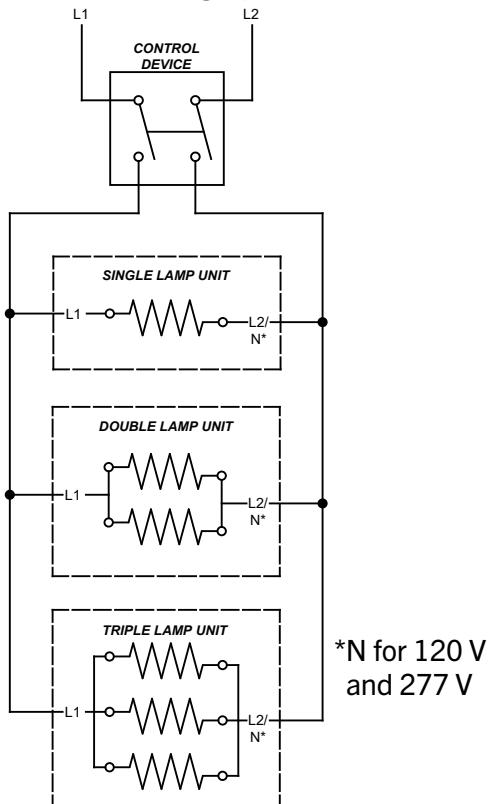 L1
L2
CONTROL
DEVICE
SINGLE LAMP UNIT
L1
L2/
N*
DOUBLE LAMP UNIT
L1
L2/
N*
*N for 120 V
and 277 V
TRIPLE LAMP UNIT
L1
L2/
N*